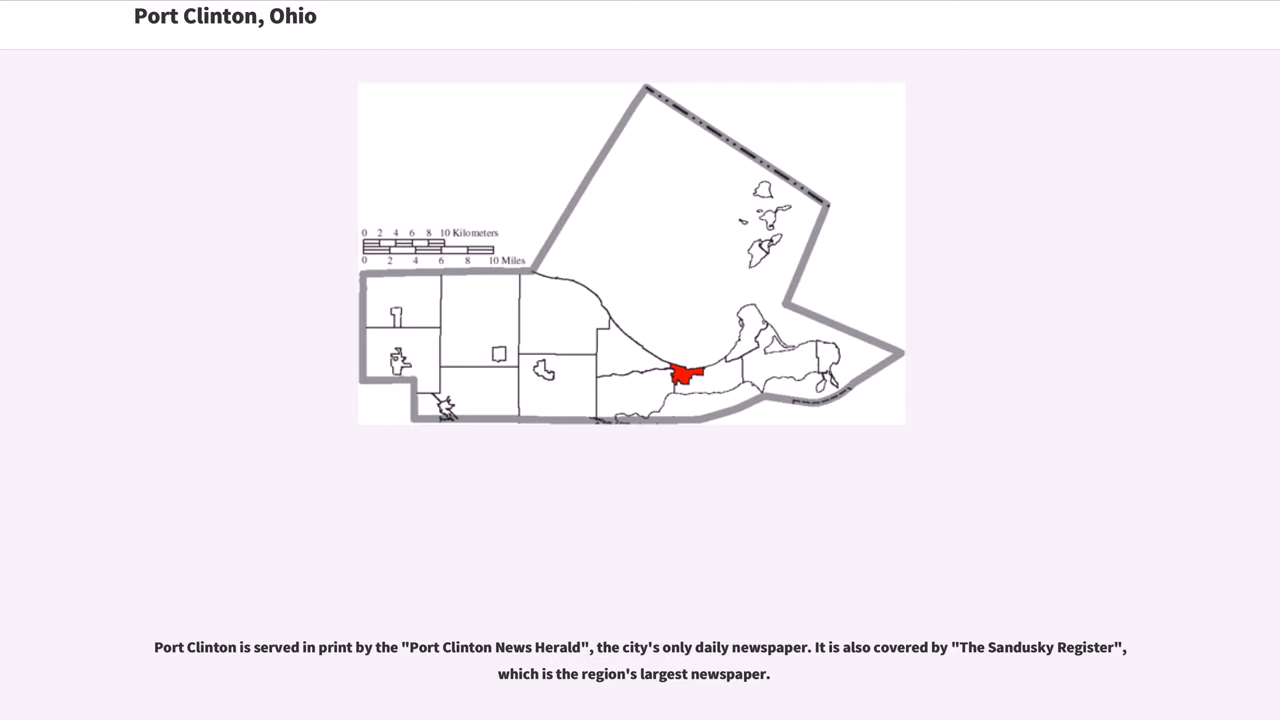 Port Clinton, Ohio
0 2 4 6 8 10 Kilometers
0 2 4 6 8 10 Miles
Port Clinton is served in print by the "Port Clinton News Herald", the city's only daily newspaper. It is also covered by "The Sandusky Register",
which is the region's largest newspaper.